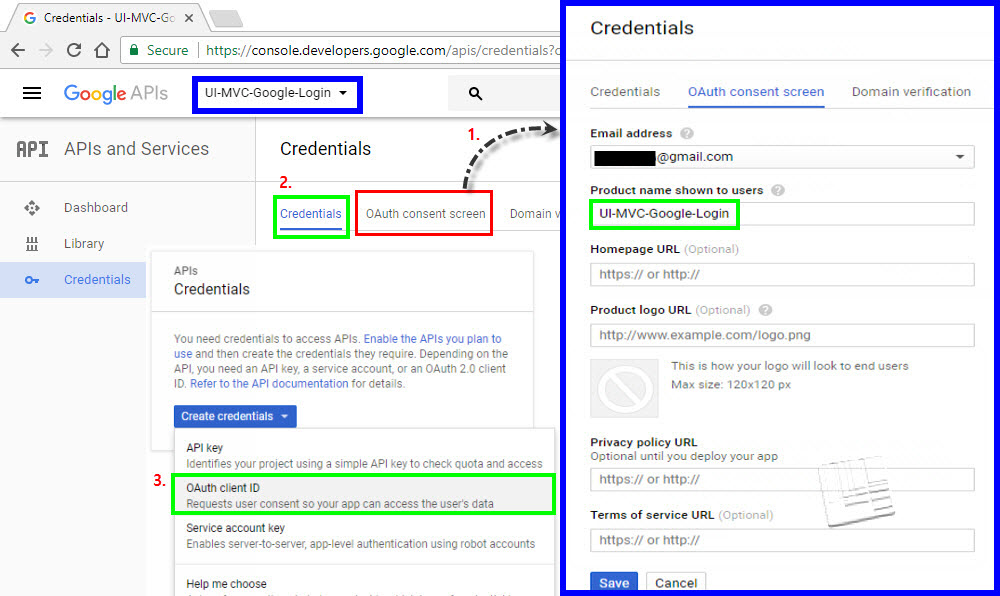 Credentials - UI-MVC-Go
Secure
https://console.developers.google.com/apis/credentials?
Google APIs
UI-MVC-Google-Login
API APIs and Services
Dashboard
Library
Credentials
Credentials
1.
2.
Credentials
OAuth consent screen
Domain v
APIs
Credentials
You need credentials to access APIs. Enable the APIs you plan to
use and then create the credentials they require. Depending on the
API, you need an API key, a service account, or an OAuth 2.0 client
ID. Refer to the API documentation for details.
Create credentials
API key
Identifies your project using a simple API key to check quota and access
3.
OAuth client ID
Requests user consent so your app can access the user's data
Service account key
Enables server-to-server, app-level authentication using robot accounts
Help me choose
Credentials
Credentials
OAuth consent screen
Domain verification
Email address ?
@gmail.com
Product name shown to users ?
UI-MVC-Google-Login
Homepage URL (Optional)
https:// or http://
Product logo URL (Optional) ?
http://www.example.com/logo.png
This is how your logo will look to end users
Max size: 120x120 px
Privacy policy URL
Optional until you deploy your app
https:// or http://
Terms of service URL (Optional)
https:// or http://
Save
Cancel